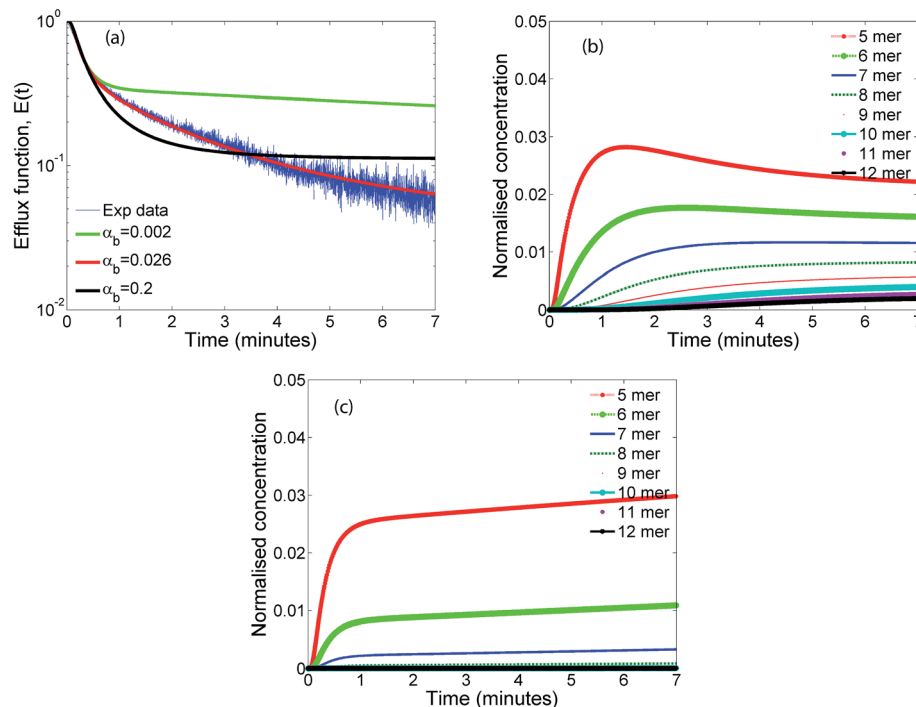 (a)
Efflux function, E(t)
10^0
10^-1
10^-2
Exp data
α_b=0.002
α_b=0.026
α_b=0.2
0 1 2 3 4 5 6 7
Time (minutes)
(b)
Normalised concentration
0.05
0.04
0.03
0.02
0.01
0
5 mer
6 mer
7 mer
8 mer
9 mer
10 mer
11 mer
12 mer
0 1 2 3 4 5 6 7
Time (minutes)
(c)
Normalised concentration
0.05
0.04
0.03
0.02
0.01
0
5 mer
6 mer
7 mer
8 mer
9 mer
10 mer
11 mer
12 mer
0 1 2 3 4 5 6 7
Time (minutes)